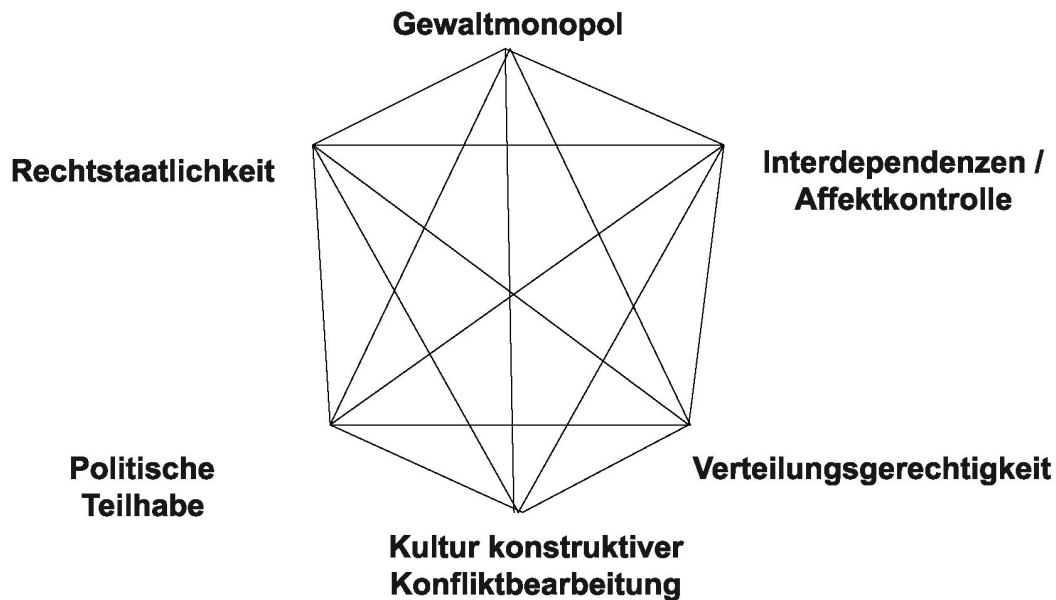 Gewaltmonopol
Rechtstaatlichkeit
Interdependenzen /
Affektkontrolle
Politische
Teilhabe
Verteilungsgerechtigkeit
Kultur konstruktiver
Konfliktbearbeitung